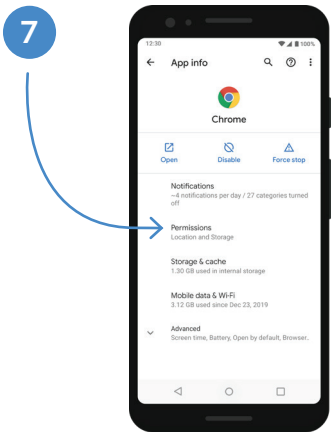 7
12:30
100%
App info
Chrome
Open
Disable
Force stop
Notifications
~4 notifications per day / 27 categories turned
off
Permissions
Location and Storage
Storage & cache
1.30 GB used in internal storage
Mobile data & Wi-Fi
3.12 GB used since Dec 23, 2019
Advanced
Screen time, Battery, Open by default, Browser..